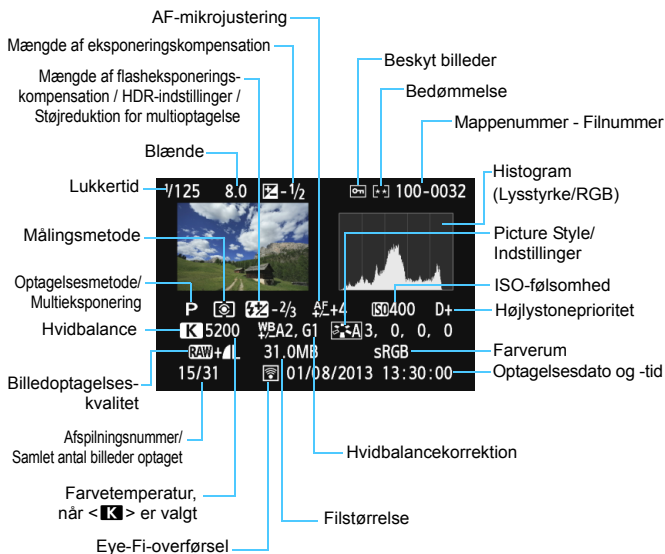 AF-mikrojustering
Mængde af eksponeringskompensation
Mængde af flasheksponerings-
kompensation / HDR-indstillinger /
Støjreduktion for multioptagelse
Blænde
Lukkertid
Beskyt billeder
Bedømmelse
Mappenummer - Filnummer
1/125 8.0 -1/2 100-0032
Histogram
(Lysstyrke/RGB)
Målingsmetode
Picture Style/
Indstillinger
Optagelsesmetode/
Multieksponering
ISO-følsomhed
P -2/3 AF+4 ISO400 D+
Højlystoneprioritet
Hvidbalance
K 5200 WB A2, G1 A 3, 0, 0, 0
RAW+L 31.0MB sRGB
Farverum
Billedoptagelses-
kvalitet
15/31 01/08/2013 13:30:00
Optagelsesdato og -tid
Afspilningsnummer/
Samlet antal billeder optaget
Hvidbalancekorrektion
Farvetemperatur,
når <K> er valgt
Filstørrelse
Eye-Fi-overførsel